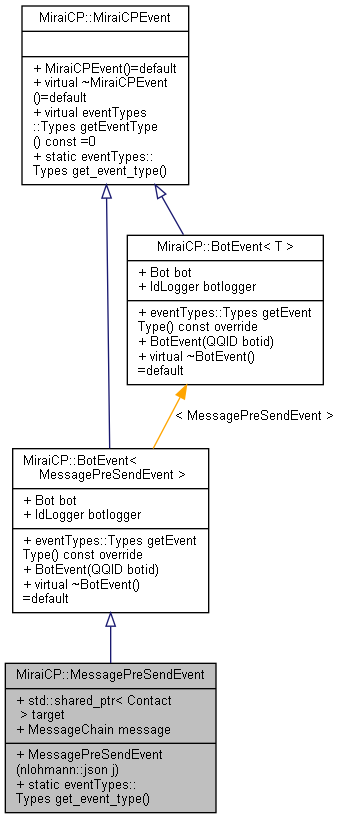 MiraiCP::MiraiCPEvent
+ MiraiCPEvent()=default
+ virtual ~MiraiCPEvent
()=default
+ virtual eventTypes
::Types getEventType
() const =0
+ static eventTypes::
Types get_event_type()
MiraiCP::BotEvent< T >
+ Bot bot
+ IdLogger botlogger
+ eventTypes::Types getEvent
Type() const override
+ BotEvent(QQID botid)
+ virtual ~BotEvent()
=default
< MessagePreSendEvent >
MiraiCP::BotEvent<
MessagePreSendEvent >
+ Bot bot
+ IdLogger botlogger
+ eventTypes::Types getEvent
Type() const override
+ BotEvent(QQID botid)
+ virtual ~BotEvent()
=default
MiraiCP::MessagePreSendEvent
+ std::shared_ptr< Contact
> target
+ MessageChain message
+ MessagePreSendEvent
(nlohmann::json j)
+ static eventTypes::
Types get_event_type()